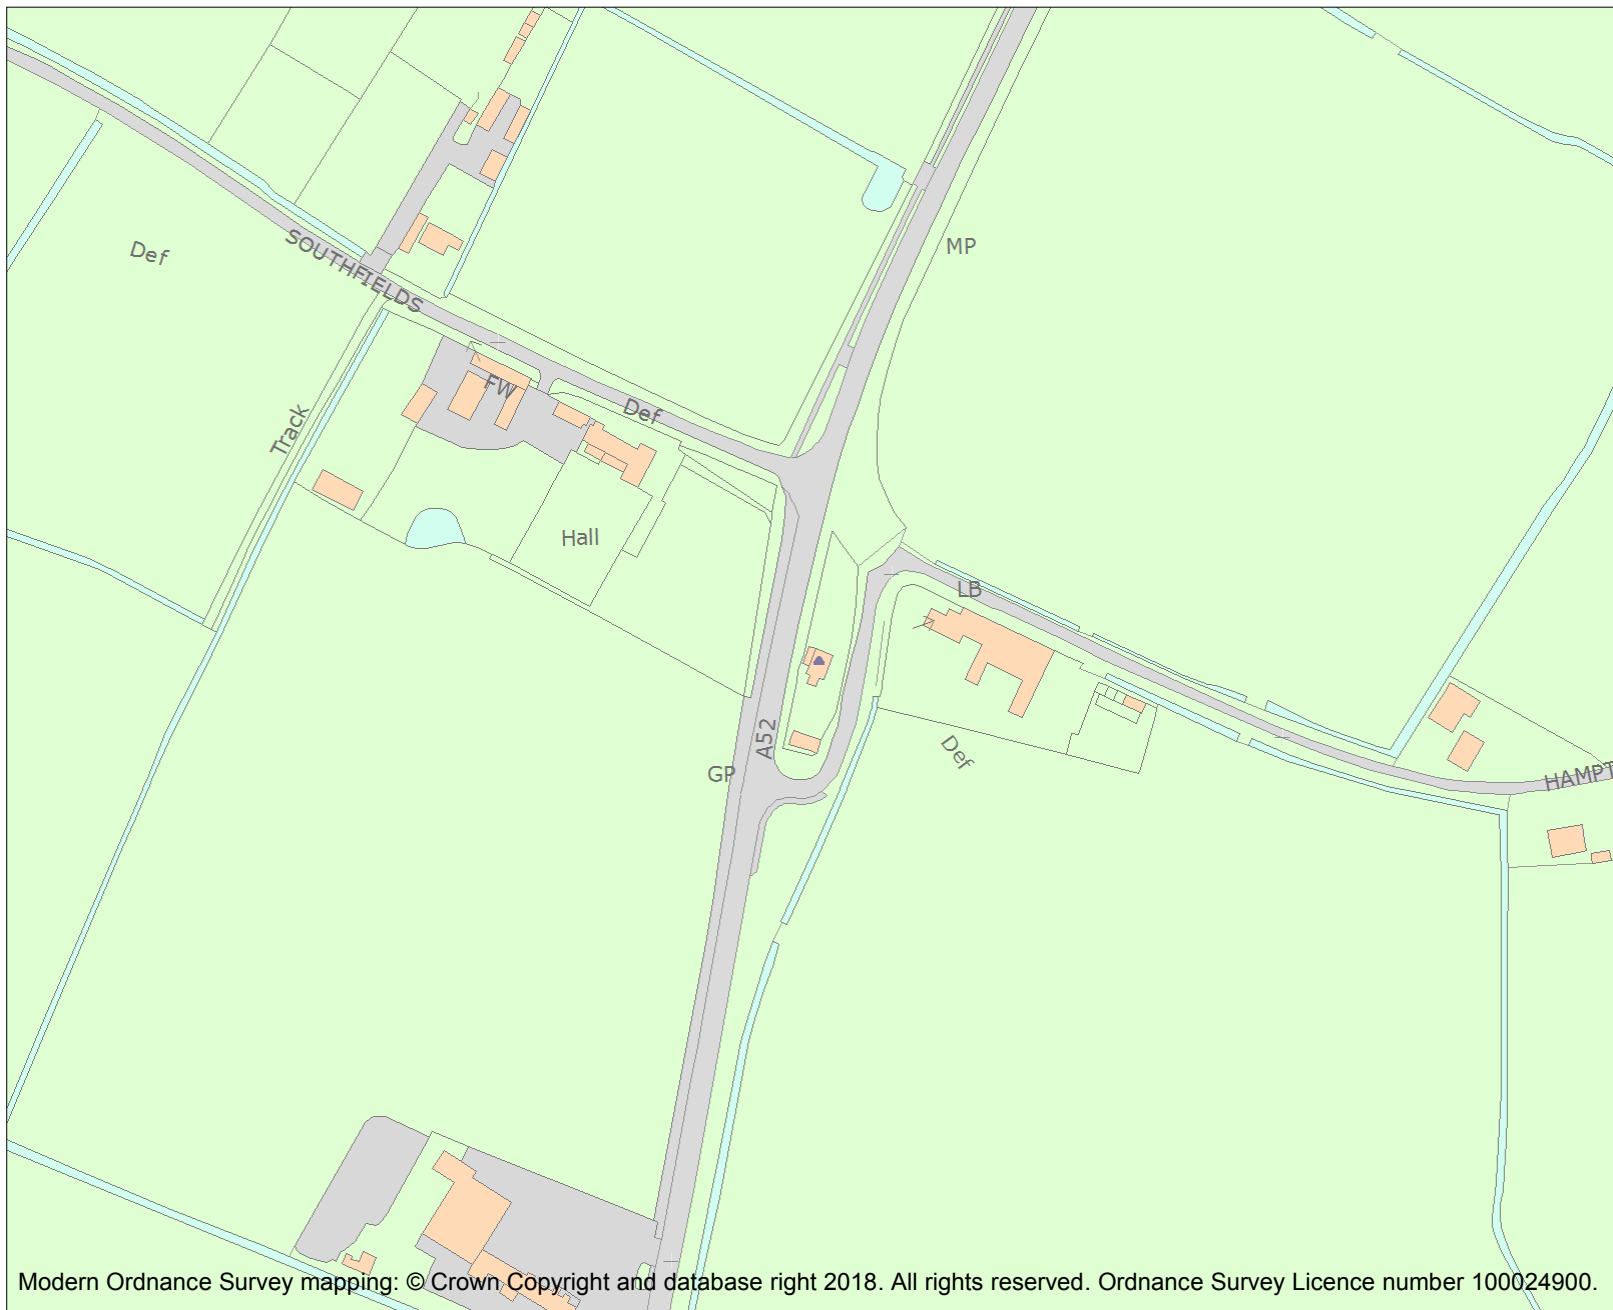 MP
Def
SOUTHFIELDS
FW
Def
Track
Hall
LB
A52
Def
GP
HAMPT
Modern Ordnance Survey mapping: © Crown Copyright and database right 2018. All rights reserved. Ordnance Survey Licence number 100024900.